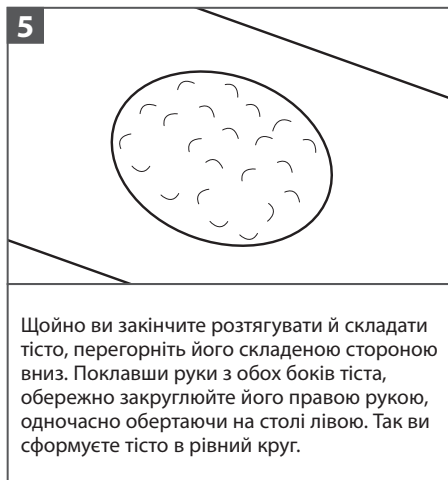 5
Щойно ви закінчите розтягувати й складати
тісто, перегорніть його складеною стороною
вниз. Поклавши руки з обох боків тіста,
обережно закруглюйте його правою рукою,
одночасно обертаючи на столі лівою. Так ви
сформуєте тісто в рівний круг.